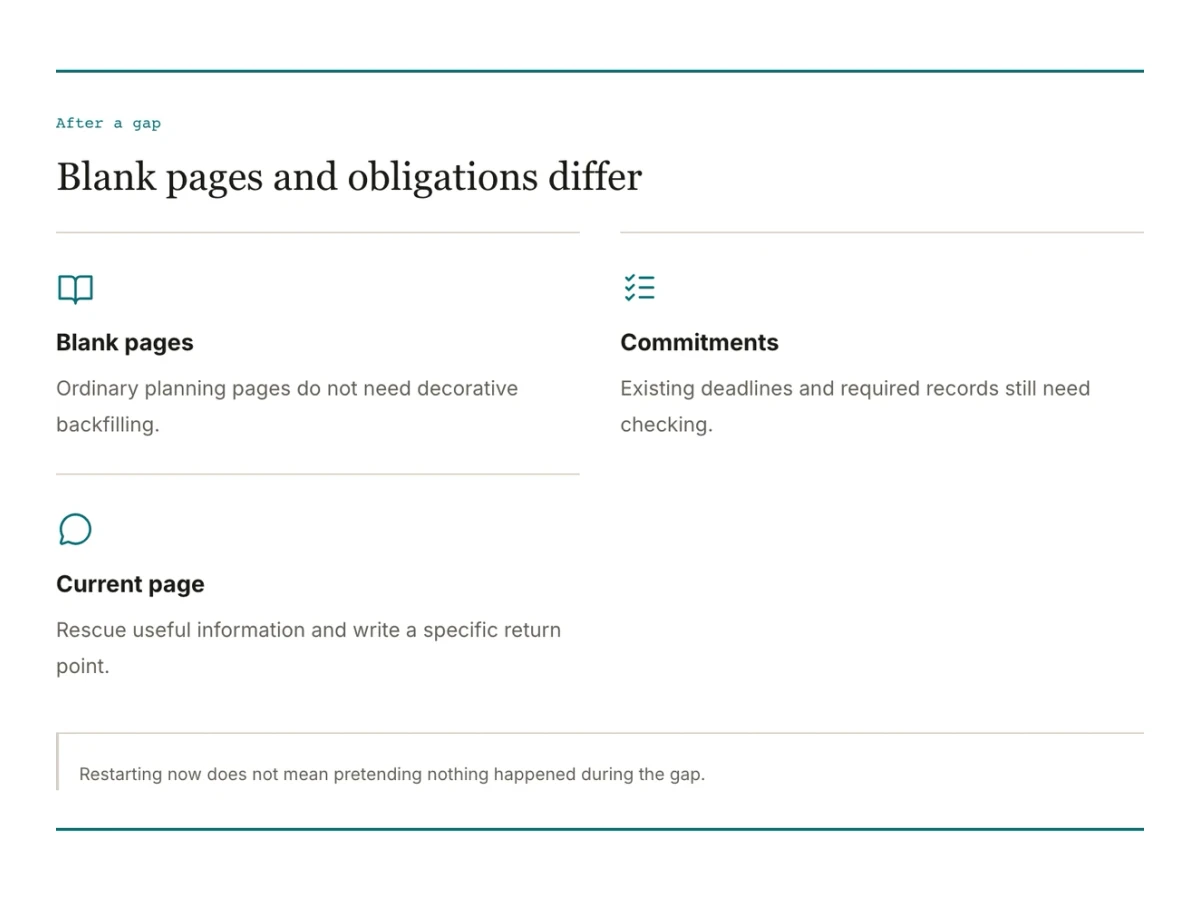 After a gap
Blank pages and obligations differ
Blank pages
Ordinary planning pages do not need decorative
backfilling.
Commitments
Existing deadlines and required records still need
checking.
Current page
Rescue useful information and write a specific return
point.
Restarting now does not mean pretending nothing happened during the gap.